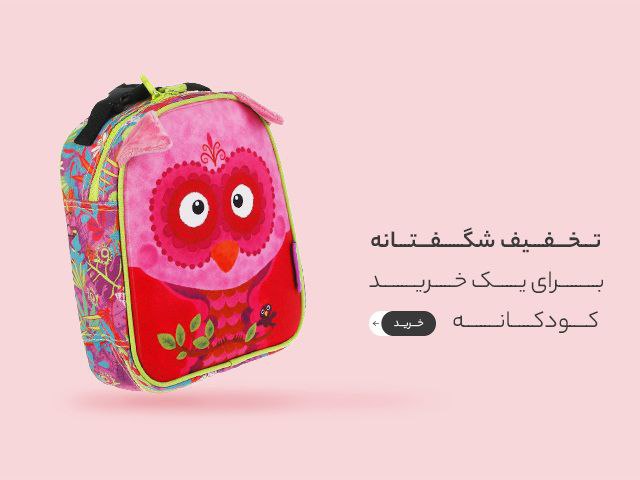 تخفیف شگفتانه
برای یک خرید
کودکانه
خرید